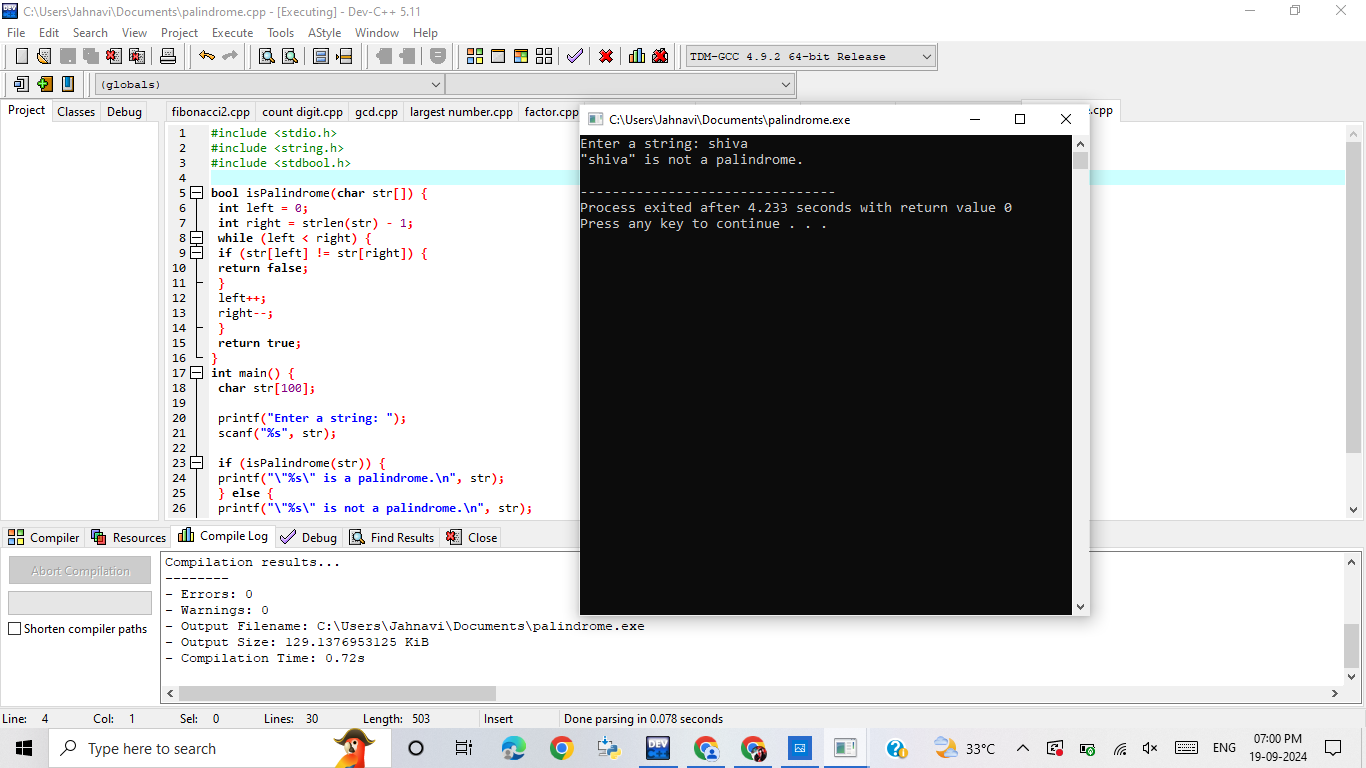 C:\Users\Jahnavi\Documents\palindrome.cpp - [Executing] - Dev-C++ 5.11
File Edit Search View Project Execute Tools AStyle Window Help
TDM-GCC 4.9.2 64-bit Release
(globals)
Project Classes Debug
fibonacci2.cpp count digit.cpp gcd.cpp largest number.cpp factor.cpp .cpp
1 #include <stdio.h>
2 #include <string.h>
3 #include <stdbool.h>
4
5 bool isPalindrome(char str[]) {
6 int left = 0;
7 int right = strlen(str) - 1;
8 while (left < right) {
9 if (str[left] != str[right]) {
10 return false;
11 }
12 left++;
13 right--;
14 }
15 return true;
16 }
17 int main() {
18 char str[100];
19
20 printf("Enter a string: ");
21 scanf("%s", str);
22
23 if (isPalindrome(str)) {
24 printf("\"%s\" is a palindrome.\n", str);
25 } else {
26 printf("\"%s\" is not a palindrome.\n", str);
C:\Users\Jahnavi\Documents\palindrome.exe
Enter a string: shiva
"shiva" is not a palindrome.
--------------------------------
Process exited after 4.233 seconds with return value 0
Press any key to continue . . .
Compiler Resources Compile Log Debug Find Results Close
Abort Compilation
Shorten compiler paths
Compilation results...
--------
- Errors: 0
- Warnings: 0
- Output Filename: C:\Users\Jahnavi\Documents\palindrome.exe
- Output Size: 129.1376953125 KiB
- Compilation Time: 0.72s
Line: 4 Col: 1 Sel: 0 Lines: 30 Length: 503 Insert Done parsing in 0.078 seconds
Type here to search
DEV
33°C
ENG
07:00 PM
19-09-2024